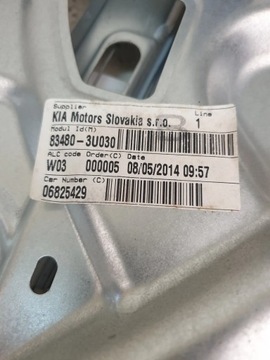 Supplier Line
KIA Motors Slovakia s.r.o. 1
Modul Id(M)
83480-3U030
ALC code Order(C) Date
W03 000005 08/05/2014 09:57
Car Number (C)
06825429